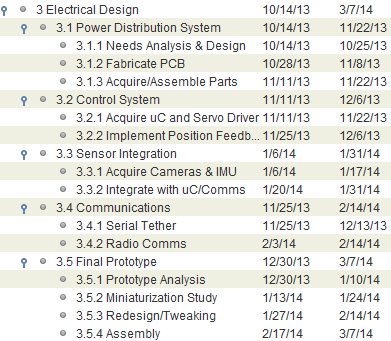 3 Electrical Design 10/14/13 3/7/14
3.1 Power Distribution System 10/14/13 11/22/13
3.1.1 Needs Analysis & Design 10/14/13 10/25/13
3.1.2 Fabricate PCB 10/28/13 11/8/13
3.1.3 Acquire/Assemble Parts 11/11/13 11/22/13
3.2 Control System 11/11/13 12/6/13
3.2.1 Acquire uC and Servo Driver 11/11/13 11/22/13
3.2.2 Implement Position Feedb... 11/25/13 12/6/13
3.3 Sensor Integration 1/6/14 1/31/14
3.3.1 Acquire Cameras & IMU 1/6/14 1/17/14
3.3.2 Integrate with uC/Comms 1/20/14 1/31/14
3.4 Communications 11/25/13 2/14/14
3.4.1 Serial Tether 11/25/13 12/13/13
3.4.2 Radio Comms 2/3/14 2/14/14
3.5 Final Prototype 12/30/13 3/7/14
3.5.1 Prototype Analysis 12/30/13 1/10/14
3.5.2 Miniaturization Study 1/13/14 1/24/14
3.5.3 Redesign/Tweaking 1/27/14 2/14/14
3.5.4 Assembly 2/17/14 3/7/14